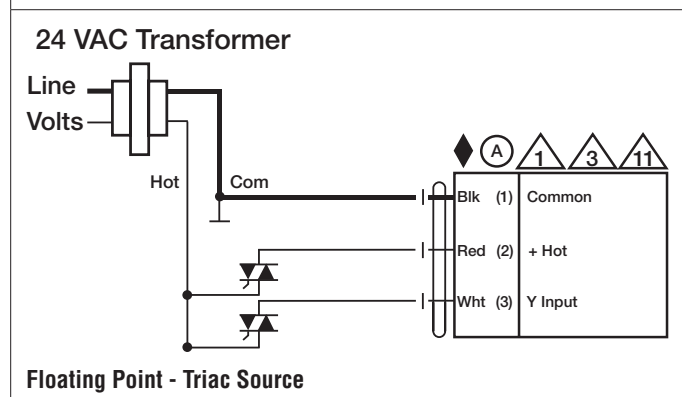 24 VAC Transformer
Line
Volts
Hot
Com
A
1
3
11
Blk (1) Common
Red (2) + Hot
Wht (3) Y Input
Floating Point - Triac Source